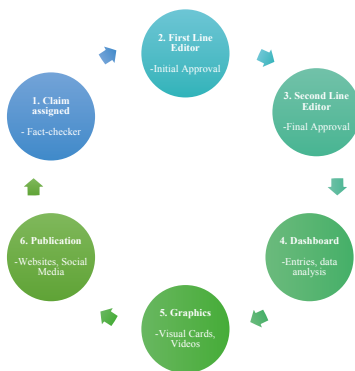 1. Claim
assigned
- Fact-checker
2. First Line
Editor
-Initial Approval
3. Second Line
Editor
-Final Approval
4. Dashboard
-Entries, data
analysis
5. Graphics
-Visual Cards,
Videos
6. Publication
-Websites, Social
Media